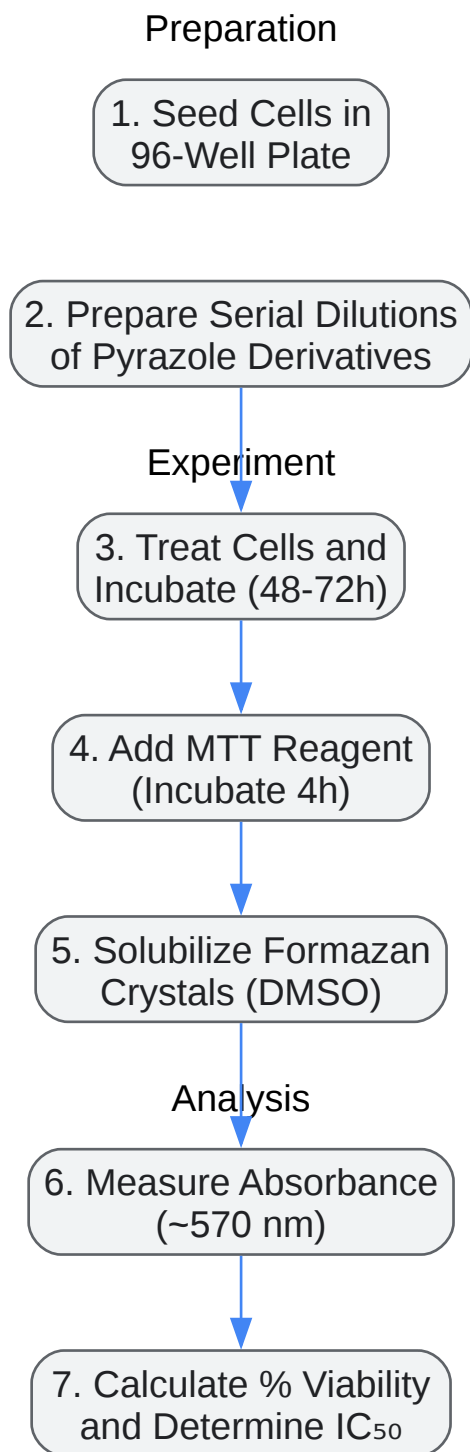 Preparation
1. Seed Cells in
96-Well Plate
2. Prepare Serial Dilutions
of Pyrazole Derivatives
Experiment
3. Treat Cells and
Incubate (48-72h)
4. Add MTT Reagent
(Incubate 4h)
5. Solubilize Formazan
Crystals (DMSO)
Analysis
6. Measure Absorbance
(~570 nm)
7. Calculate % Viability
and Determine IC₅₀